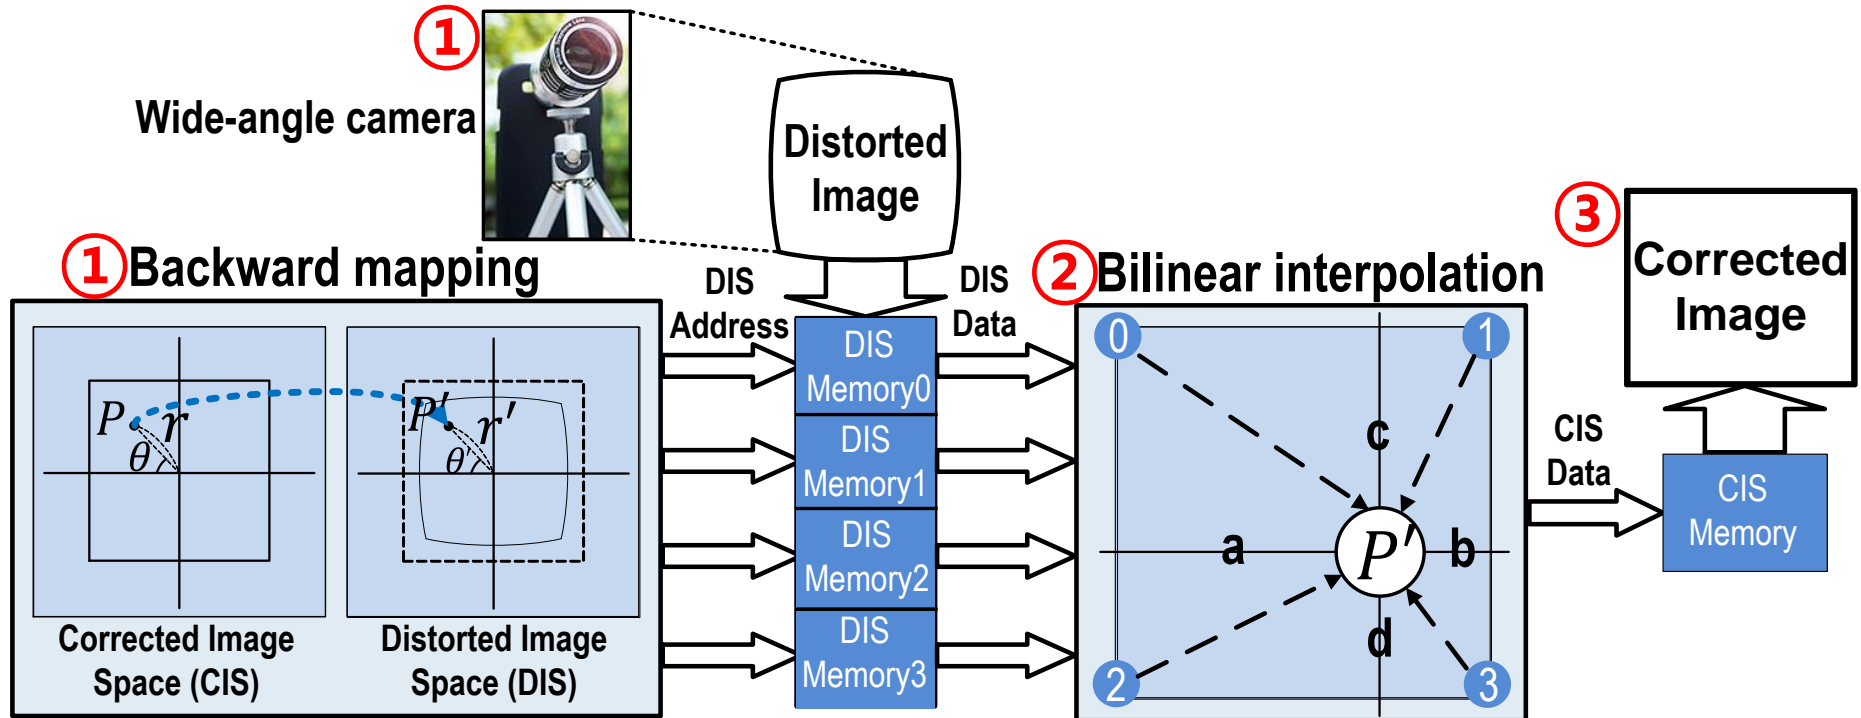 ①
Wide-angle camera
Distorted
Image
① Backward mapping
P
r
θ
P'
r'
θ'
Corrected Image
Space (CIS)
Distorted Image
Space (DIS)
DIS
Address
DIS
Memory0
DIS
Memory1
DIS
Memory2
DIS
Memory3
DIS
Data
② Bilinear interpolation
0
1
c
a
P'
b
d
2
3
CIS
Data
CIS
Memory
③
Corrected
Image